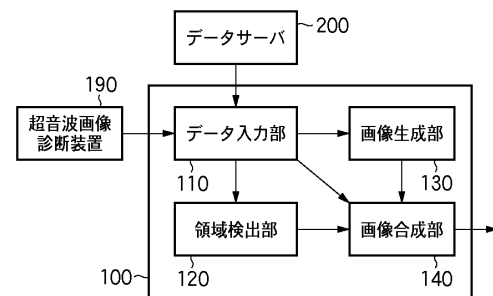 データサーバ
200
190
超音波画像
診断装置
データ入力部
画像生成部
110
130
領域検出部
画像合成部
100
120
140